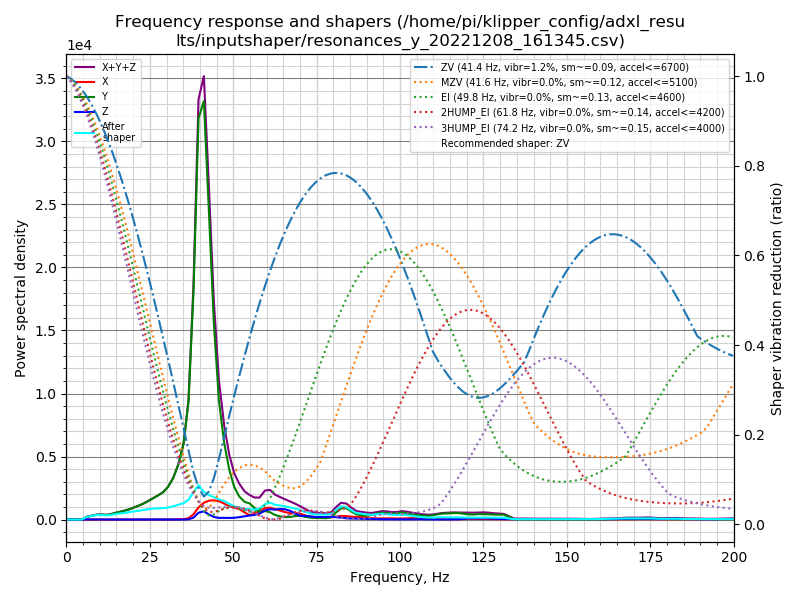 Frequency response and shapers (/home/pi/klipper_config/adxl_resu
lts/inputshaper/resonances_y_20221208_161345.csv)
1e4
X+Y+Z
X
Y
Z
After
shaper
ZV (41.4 Hz, vibr=1.2%, sm~=0.09, accel<=6700)
MZV (41.6 Hz, vibr=0.0%, sm~=0.12, accel<=5100)
EI (49.8 Hz, vibr=0.0%, sm~=0.13, accel<=4600)
2HUMP_EI (61.8 Hz, vibr=0.0%, sm~=0.14, accel<=4200)
3HUMP_EI (74.2 Hz, vibr=0.0%, sm~=0.15, accel<=4000)
Recommended shaper: ZV
Power spectral density
3.5
3.0
2.5
2.0
1.5
1.0
0.5
0.0
1.0
0.8
0.6
0.4
0.2
0.0
Shaper vibration reduction (ratio)
0 25 50 75 100 125 150 175 200
Frequency, Hz